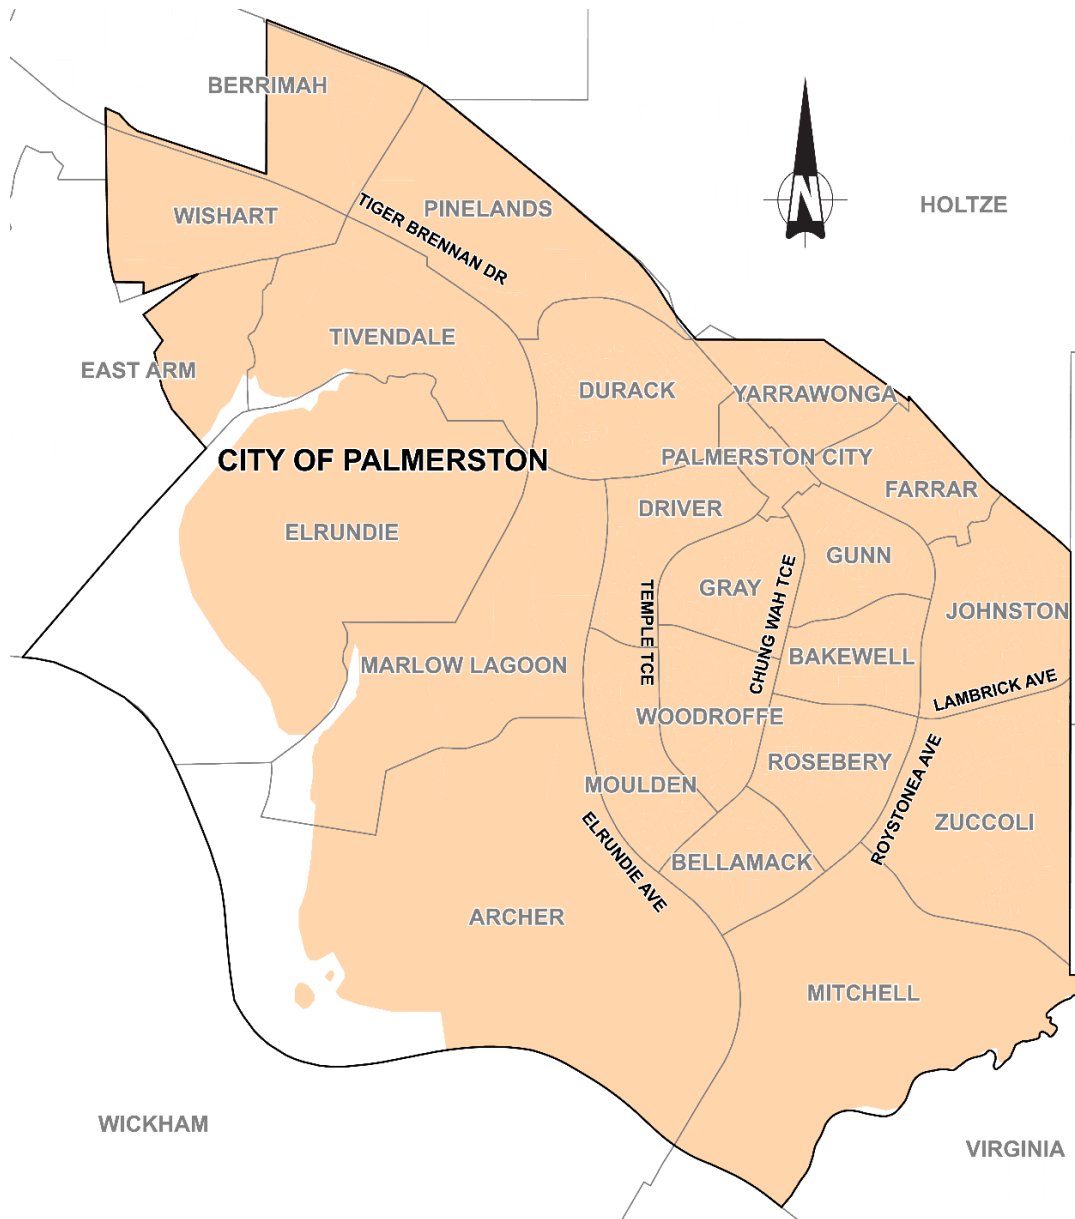 BERRIMAH
WISHART
TIGER BRENNAN DR
PINELANDS
N
HOLTZE
TIVENDALE
EAST ARM
DURACK
YARRAWONGA
CITY OF PALMERSTON
PALMERSTON CITY
FARRAR
DRIVER
ELRUNDIE
GUNN
GRAY
TEMPLE TCE
CHUNG WAH TCE
JOHNSTON
MARLOW LAGOON
BAKEWELL
LAMBRICK AVE
WOODROFFE
ROSEBERY
MOULDEN
ROYSTONEA AVE
ZUCCOLI
ELRUNDIE AVE
BELLAMACK
ARCHER
MITCHELL
WICKHAM
VIRGINIA